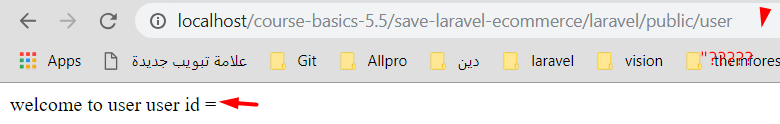 localhost/course-basics-5.5/save-laravel-ecommerce/laravel/public/user
Apps علامة تبويب جديدة Git Allpro دين laravel vision themfores
"?????
welcome to user user id =